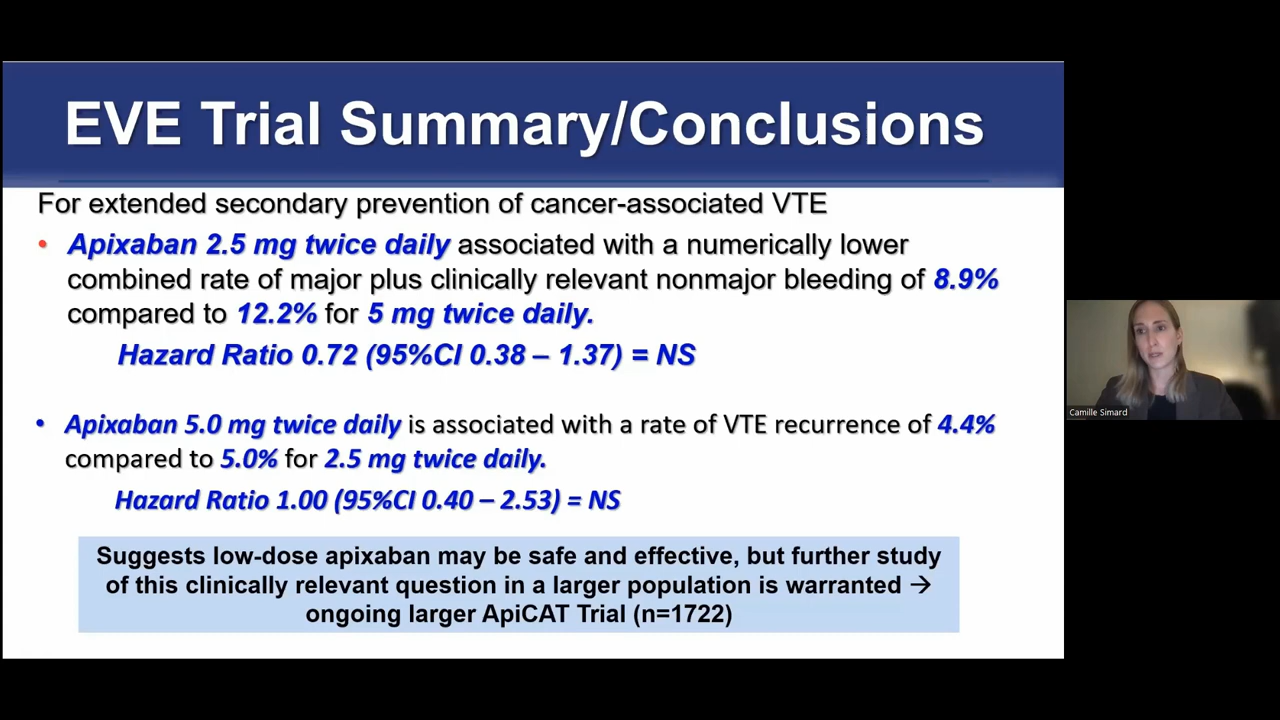 EVE Trial Summary/Conclusions
For extended secondary prevention of cancer-associated VTE
• Apixaban 2.5 mg twice daily associated with a numerically lower
combined rate of major plus clinically relevant nonmajor bleeding of 8.9%
compared to 12.2% for 5 mg twice daily.
Hazard Ratio 0.72 (95%CI 0.38 – 1.37) = NS
• Apixaban 5.0 mg twice daily is associated with a rate of VTE recurrence of 4.4%
compared to 5.0% for 2.5 mg twice daily.
Hazard Ratio 1.00 (95%CI 0.40 – 2.53) = NS
Suggests low-dose apixaban may be safe and effective, but further study
of this clinically relevant question in a larger population is warranted →
ongoing larger ApiCAT Trial (n=1722)
Camille Simard